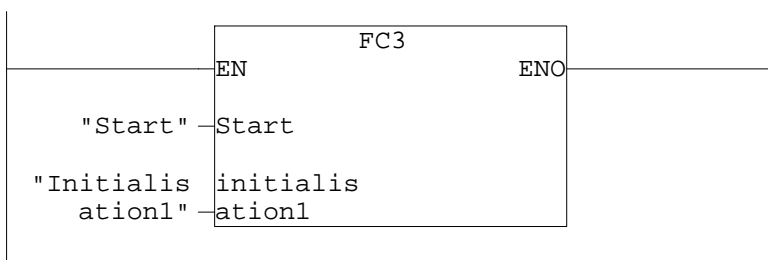 FC3
EN ENO
"Start" Start
"Initialis initialis
ation1" ation1